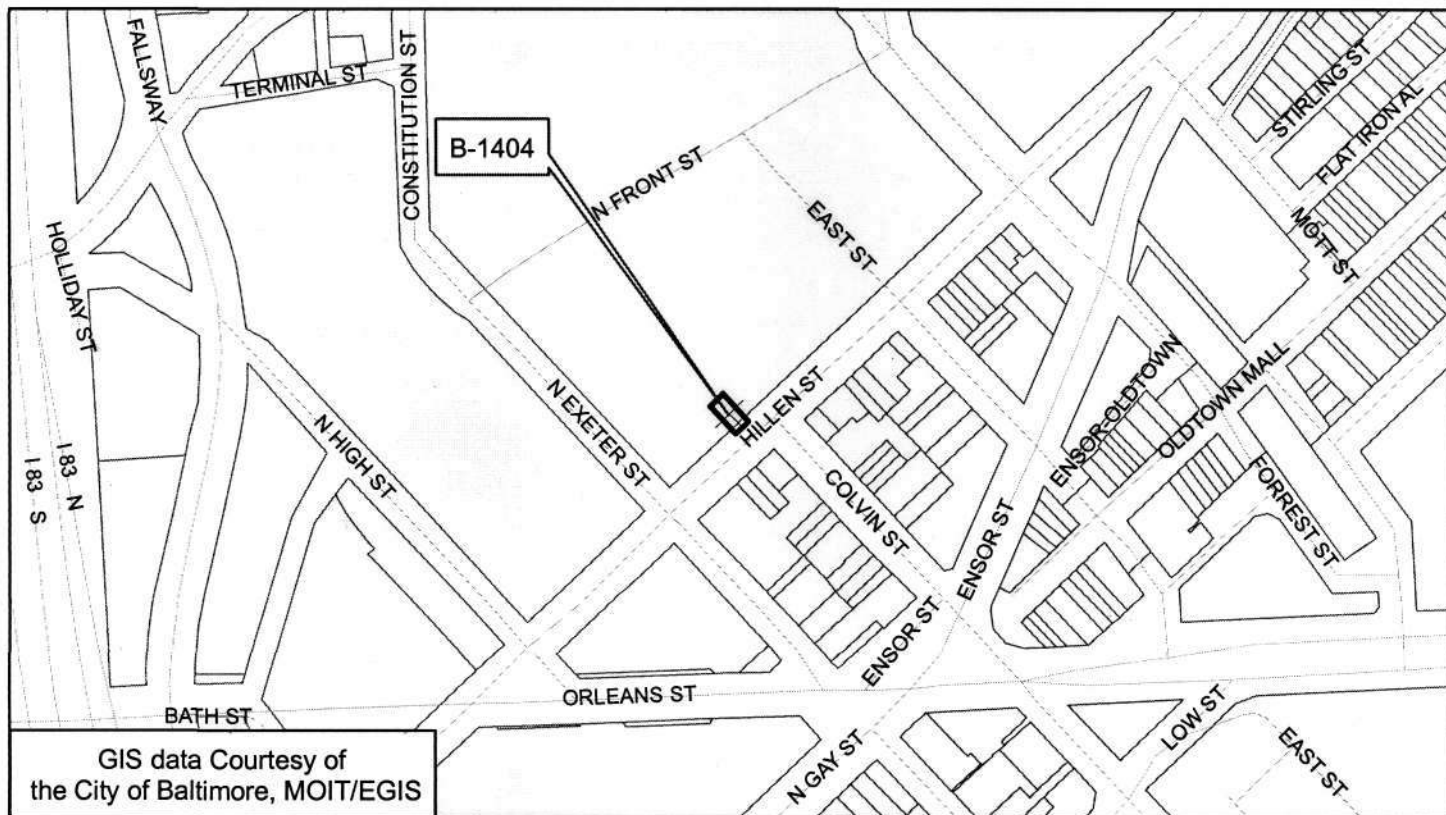 FALLSWAY
TERMINAL ST
CONSTITUTION ST
B-1404
N FRONT ST
EAST ST
STIRLING ST
FLAT IRON AL
MOTT ST
HOLLIDAY ST
I 83 N
I 83 S
N HIGH ST
N EXETER ST
HILLEN ST
COLVIN ST
ENSOR-OLDTOWN
OLDTOWN MALL
FORREST ST
ENSOR ST
ENSOR ST
ORLEANS ST
BATH ST
N GAY ST
LOW ST
EAST ST
GIS data Courtesy of
the City of Baltimore, MOIT/EGIS